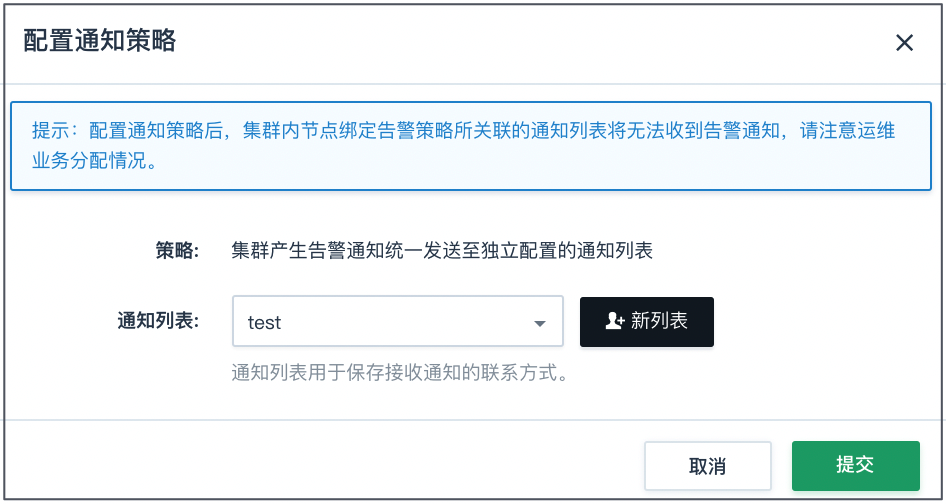 配置通知策略
提示：配置通知策略后，集群内节点绑定告警策略所关联的通知列表将无法收到告警通知，请注意运维
业务分配情况。
策略: 集群产生告警通知统一发送至独立配置的通知列表
通知列表: test 新列表
通知列表用于保存接收通知的联系方式。
取消 提交